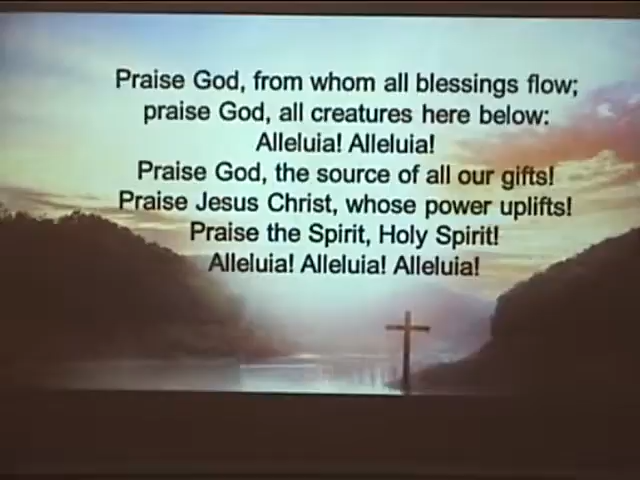 Praise God, from whom all blessings flow;
praise God, all creatures here below:
Alleluia! Alleluia!
Praise God, the source of all our gifts!
Praise Jesus Christ, whose power uplifts!
Praise the Spirit, Holy Spirit!
Alleluia! Alleluia! Alleluia!